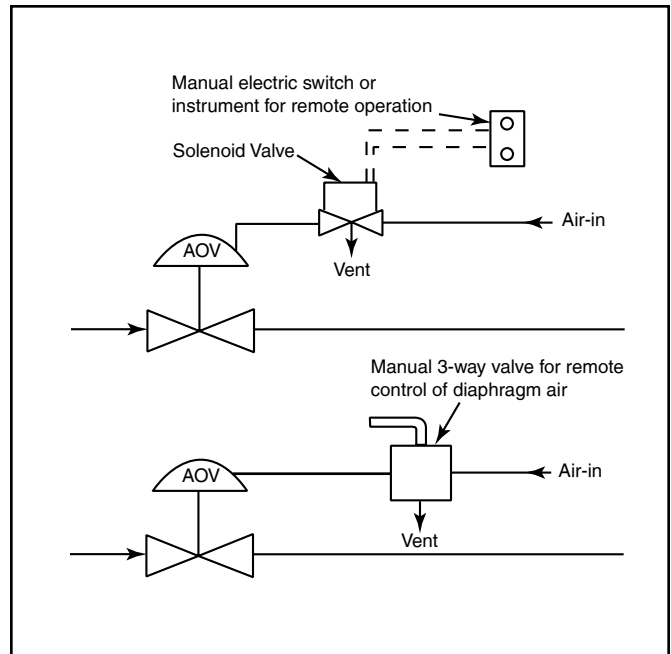 Manual electric switch or
instrument for remote operation
Solenoid Valve
Air-in
AOV
Vent
Manual 3-way valve for remote
control of diaphragm air
AOV
Air-in
Vent